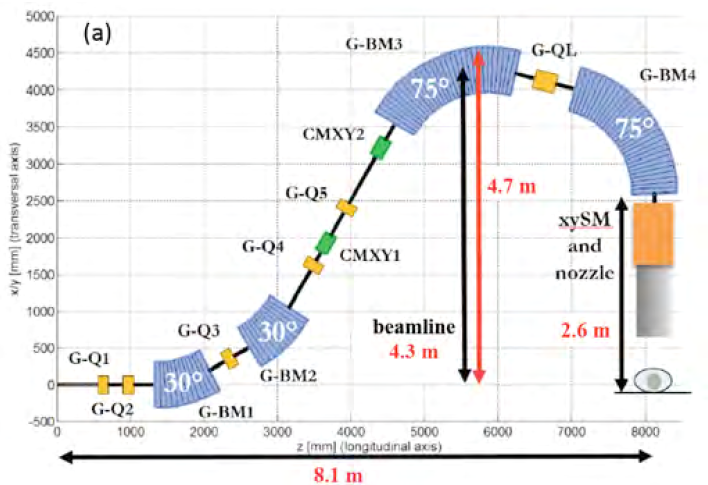 (a)
5000
4500
4000
3500
3000
2500
2000
1500
1000
500
0
-500
x/y [mm] (transversal axis)
G-BM3
G-QL
G-BM4
75°
75°
CMXY2
4.7 m
G-Q5
xySM
and
nozzle
G-Q4
CMXY1
beamline
4.3 m
2.6 m
G-Q3
30°
G-Q1
G-BM2
30°
G-Q2
G-BM1
0
1000
2000
3000
4000
5000
6000
7000
8000
z [mm] (longitudinal axis)
8.1 m